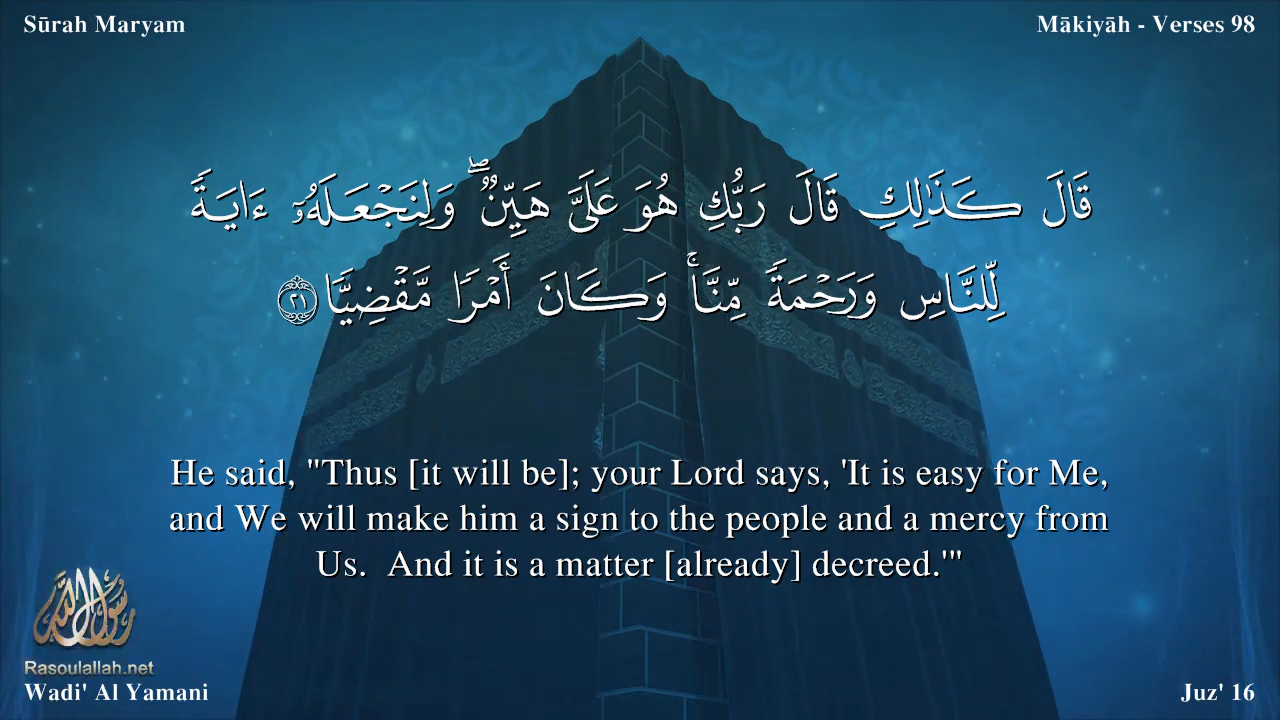 Sūrah Maryam
Mākiyāh - Verses 98
قَالَ كَذَٰلِكِ قَالَ رَبُّكِ هُوَ عَلَىَّ هَيِّنٌ ۖ وَلِنَجْعَلَهُۥٓ ءَايَةً
لِّلنَّاسِ وَرَحْمَةً مِّنَّا ۚ وَكَانَ أَمْرًا مَّقْضِيًّا ٢١
He said, "Thus [it will be]; your Lord says, 'It is easy for Me,
and We will make him a sign to the people and a mercy from
Us.  And it is a matter [already] decreed.'"
رسول الله
Rasoulallah.net
Wadi' Al Yamani
Juz' 16